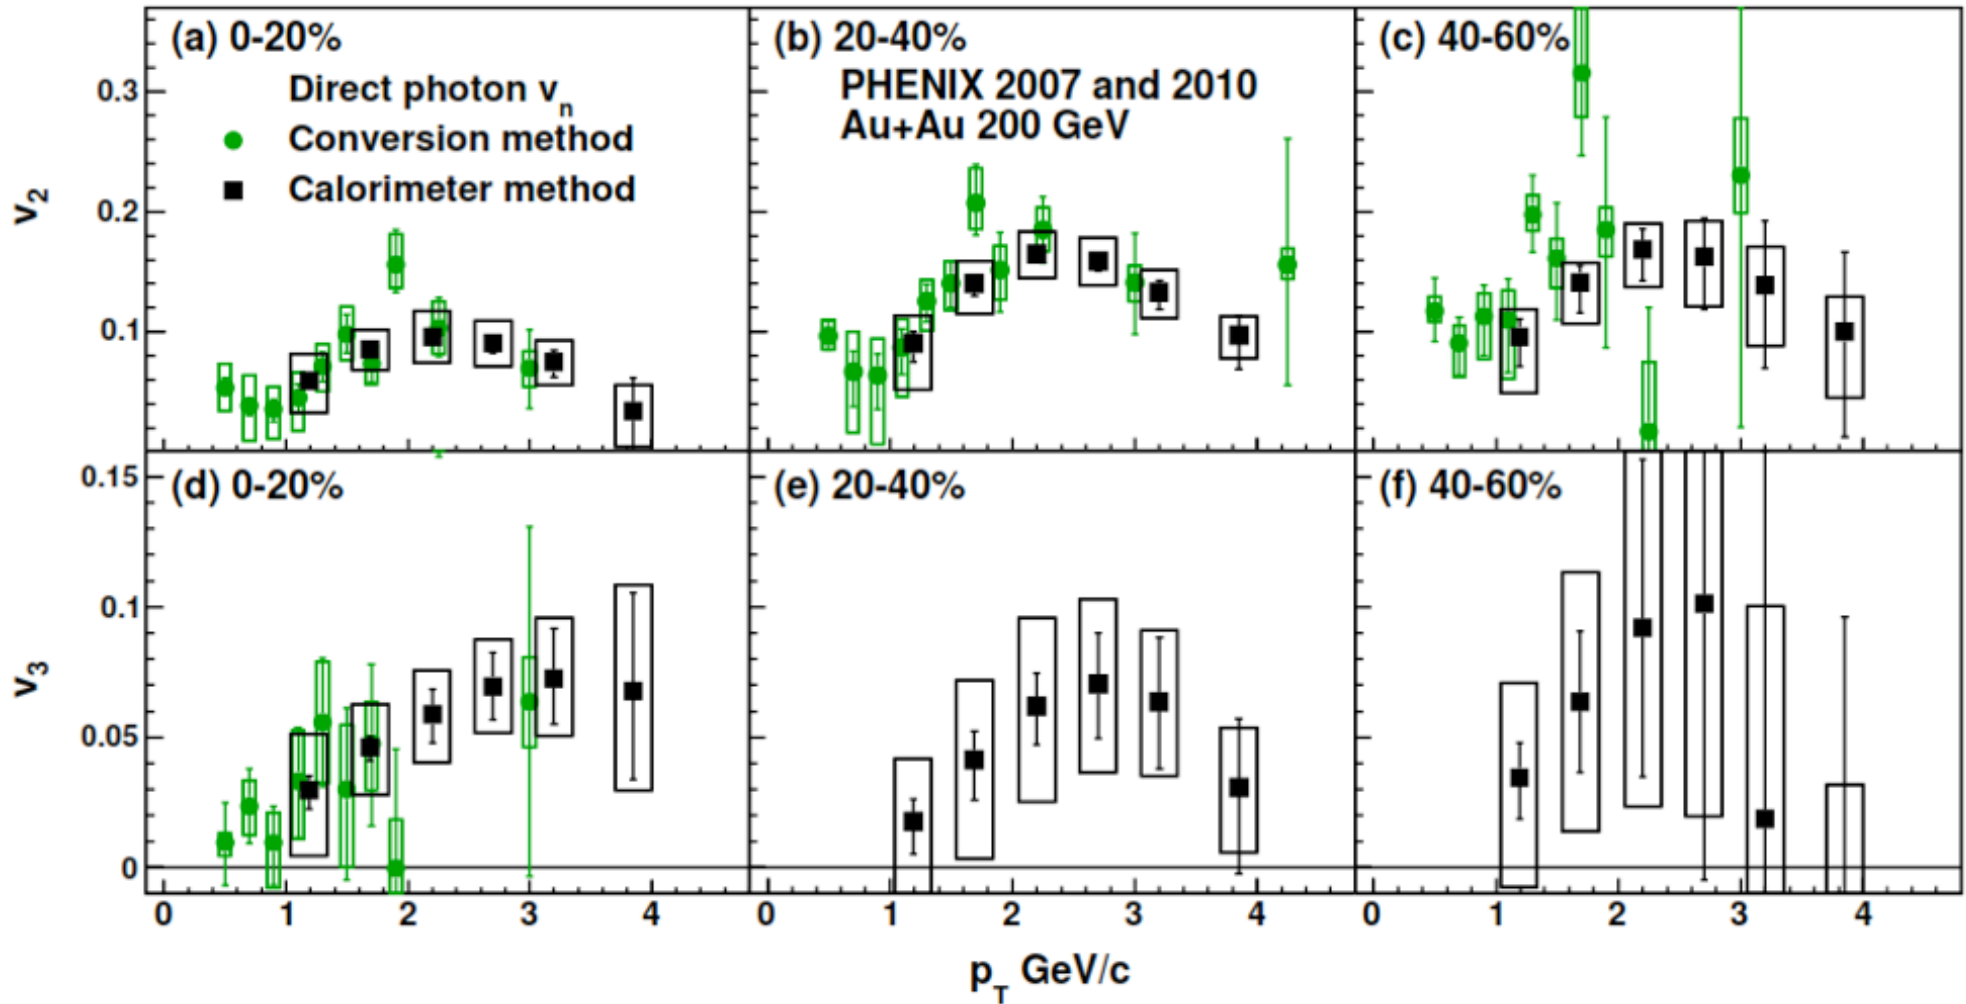 (a) 0-20%
Direct photon vn
Conversion method
Calorimeter method
(b) 20-40%
PHENIX 2007 and 2010
Au+Au 200 GeV
(c) 40-60%
v2
0.3
0.2
0.1
(d) 0-20%
(e) 20-40%
(f) 40-60%
v3
0.15
0.1
0.05
0
0 1 2 3 4
0 1 2 3 4
0 1 2 3 4
pT GeV/c